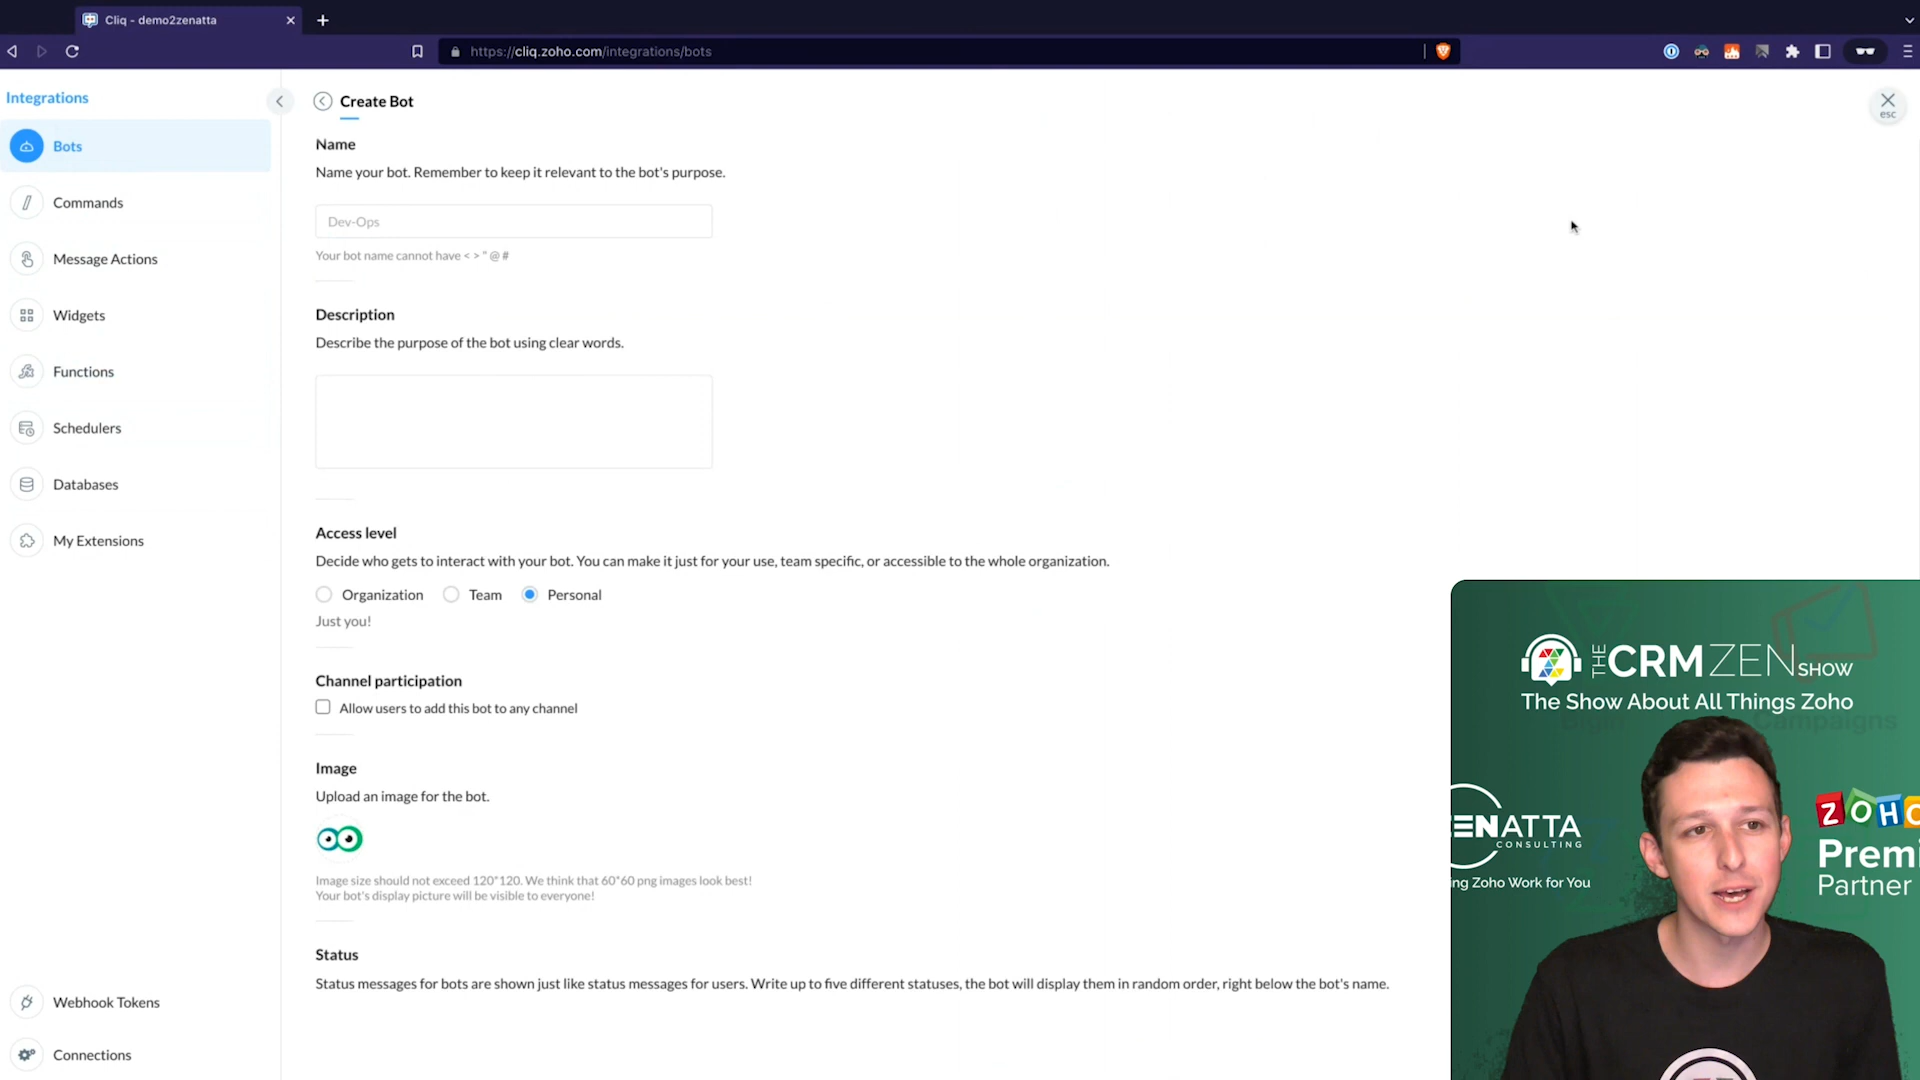 Cliq - demo2zenatta
https://cliq.zoho.com/integrations/bots
Integrations
Bots
Commands
Message Actions
Widgets
Functions
Schedulers
Databases
My Extensions
Webhook Tokens
Connections
Create Bot
esc
Name
Name your bot. Remember to keep it relevant to the bot's purpose.
Dev-Ops
Your bot name cannot have < > " @ #
Description
Describe the purpose of the bot using clear words.
Access level
Decide who gets to interact with your bot. You can make it just for your use, team specific, or accessible to the whole organization.
Organization Team Personal
Just you!
Channel participation
Allow users to add this bot to any channel
Image
Upload an image for the bot.
Image size should not exceed 120*120. We think that 60*60 png images look best!
Your bot's display picture will be visible to everyone!
Status
Status messages for bots are shown just like status messages for users. Write up to five different statuses, the bot will display them in random order, right below the bot's name.
THE CRM ZEN SHOW
The Show About All Things Zoho
Campaigns
ENATTA
CONSULTING
ing Zoho Work for You
ZOHO
Premi
Partner